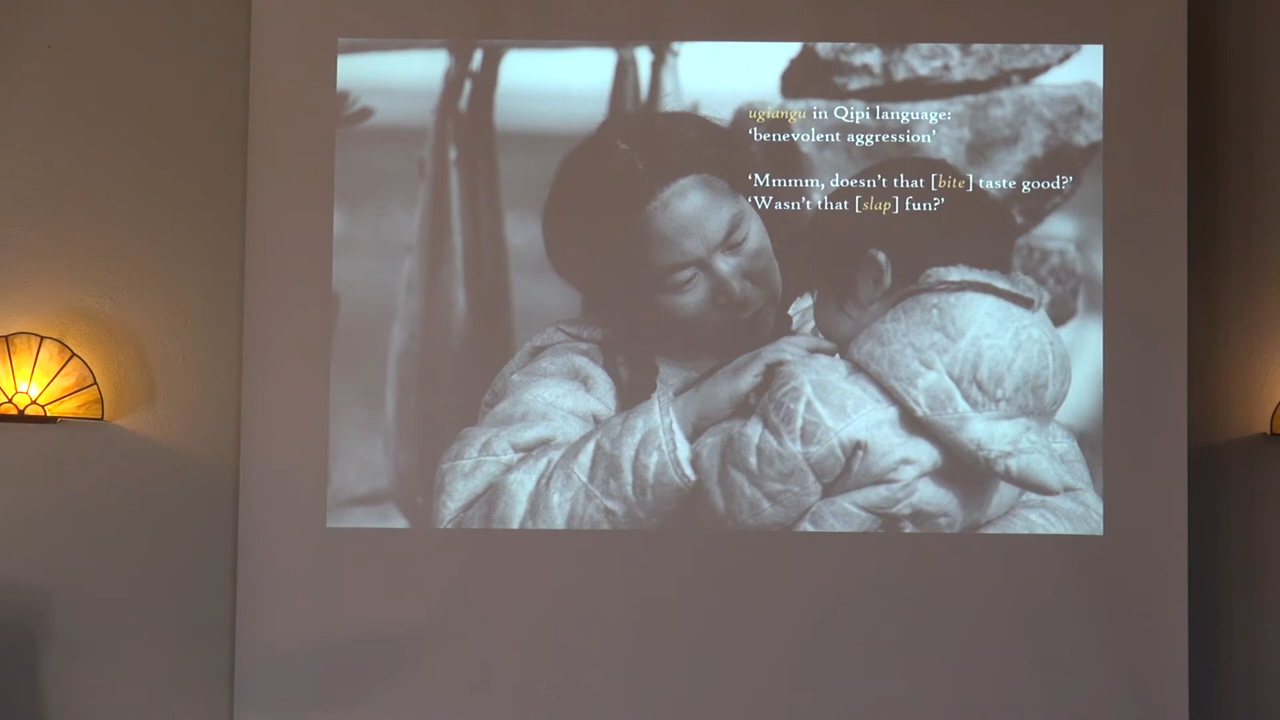 ugiangu in Qipi language:
‘benevolent aggression’
‘Mmmm, doesn’t that [bite] taste good?’
‘Wasn’t that [slap] fun?’